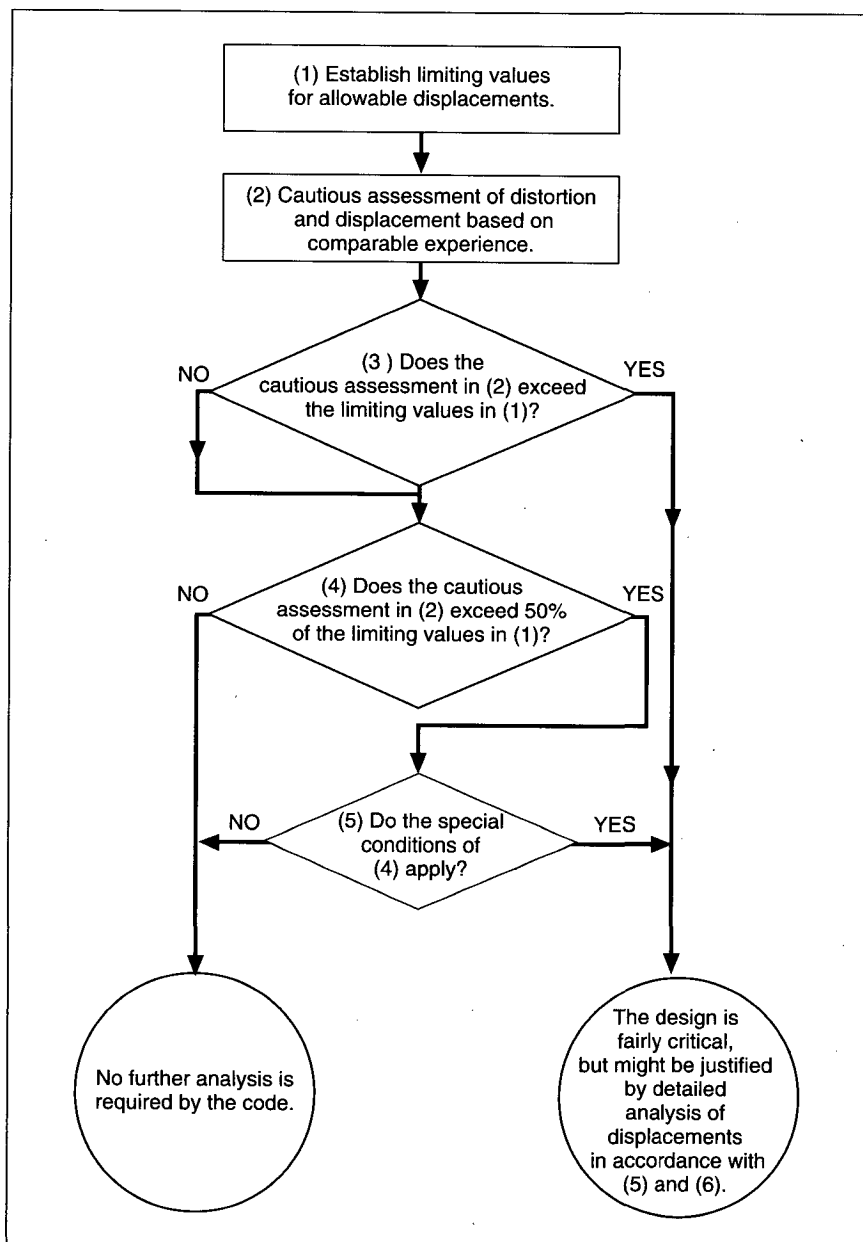 (1) Establish limiting values
for allowable displacements.
(2) Cautious assessment of distortion
and displacement based on
comparable experience.
(3 ) Does the
cautious assessment in (2) exceed
the limiting values in (1)?
NO
YES
(4) Does the cautious
assessment in (2) exceed 50%
of the limiting values in (1)?
NO
YES
(5) Do the special
conditions of
(4) apply?
NO
YES
No further analysis is
required by the code.
The design is
fairly critical,
but might be justified
by detailed
analysis of
displacements
in accordance with
(5) and (6).